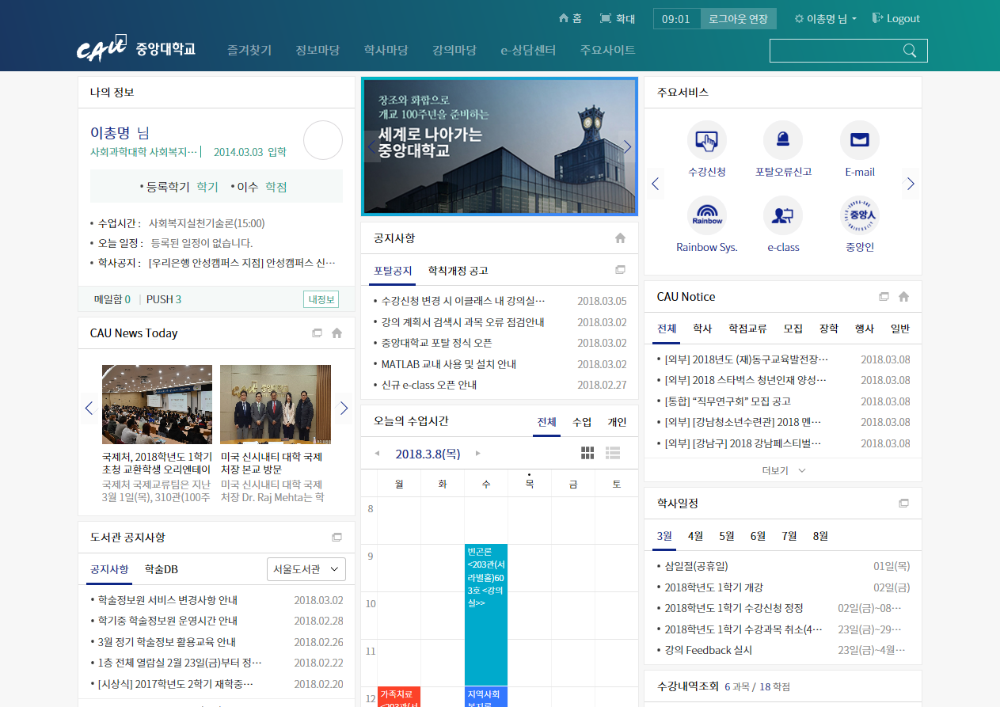 홈
확대
09:01
로그아웃 연장
이총명 님
Logout
CAU 중앙대학교
즐겨찾기
정보마당
학사마당
강의마당
e-상담센터
주요사이트
나의 정보
이총명 님
사회과학대학 사회복지…
2014.03.03 입학
• 등록학기 학기 • 이수 학점
• 수업시간 : 사회복지실천기술론(15:00)
• 오늘 일정 : 등록된 일정이 없습니다.
• 학사공지 : [우리은행 안성캠퍼스 지점] 안성캠퍼스 신…
메일함 0 | PUSH 3
내정보
CAU News Today
국제처, 2018학년도 1학기
초청 교환학생 오리엔테이
국제처 국제교류팀은 지난
3월 1일(목), 310관(100주
미국 신시내티 대학 국제
처장 본교 방문
미국 신시내티 대학 국제
처장 Dr. Raj Mehta는 학
도서관 공지사항
공지사항
학술DB
서울도서관
• 학술정보원 서비스 변경사항 안내 2018.03.02
• 학기중 학술정보원 운영시간 안내 2018.02.28
• 3월 정기 학술정보 활용교육 안내 2018.02.26
• 1층 전체 열람실 2월 23일(금)부터 정… 2018.02.22
• [시상식] 2017학년도 2학기 재학중… 2018.02.20
창조와 화합으로
개교 100주년을 준비하는
세계로 나아가는
중앙대학교
공지사항
포탈공지
학칙개정 공고
• 수강신청 변경 시 이클래스 내 강의실… 2018.03.05
• 강의 계획서 검색시 과목 오류 점검안내 2018.03.02
• 중앙대학교 포탈 정식 오픈 2018.03.02
• MATLAB 교내 사용 및 설치 안내 2018.03.02
• 신규 e-class 오픈 안내 2018.02.27
오늘의 수업시간
전체
수업
개인
2018.3.8(목)
월 화 수 목 금 토
8
9
빈곤론
<203관(서
라벌홀)60
3호 <강의
실>>
10
11
12
가족치료
<203관(서
지역사회
복지론
주요서비스
수강신청
포탈오류신고
E-mail
Rainbow
중앙人
Rainbow Sys.
e-class
중앙인
CAU Notice
전체 학사 학점교류 모집 장학 행사 일반
• [외부] 2018년도 (재)동구교육발전장… 2018.03.08
• [외부] 2018 스타벅스 청년인재 양성… 2018.03.08
• [통합] “직무연구회” 모집 공고 2018.03.08
• [외부] [강남청소년수련관] 2018 멘… 2018.03.08
• [외부] [강남구] 2018 강남페스티벌… 2018.03.08
더보기
학사일정
3월 4월 5월 6월 7월 8월
• 삼일절(공휴일) 01일(목)
• 2018학년도 1학기 개강 02일(금)
• 2018학년도 1학기 수강신청 정정 02일(금)~08…
• 2018학년도 1학기 수강과목 취소(4… 23일(금)~29…
• 강의 Feedback 실시 23일(금)~4월…
수강내역조회 6 과목 / 18 학점